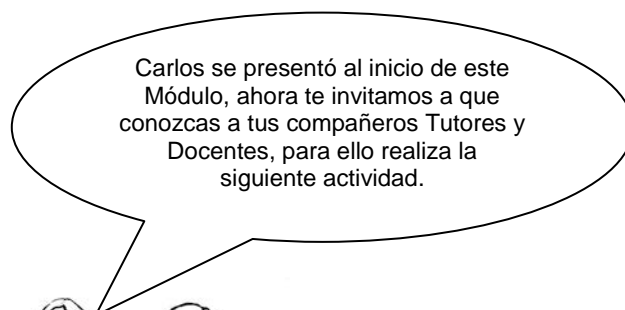 Carlos se presentó al inicio de este
Módulo, ahora te invitamos a que
conozcas a tus compañeros Tutores y
Docentes, para ello realiza la
siguiente actividad.